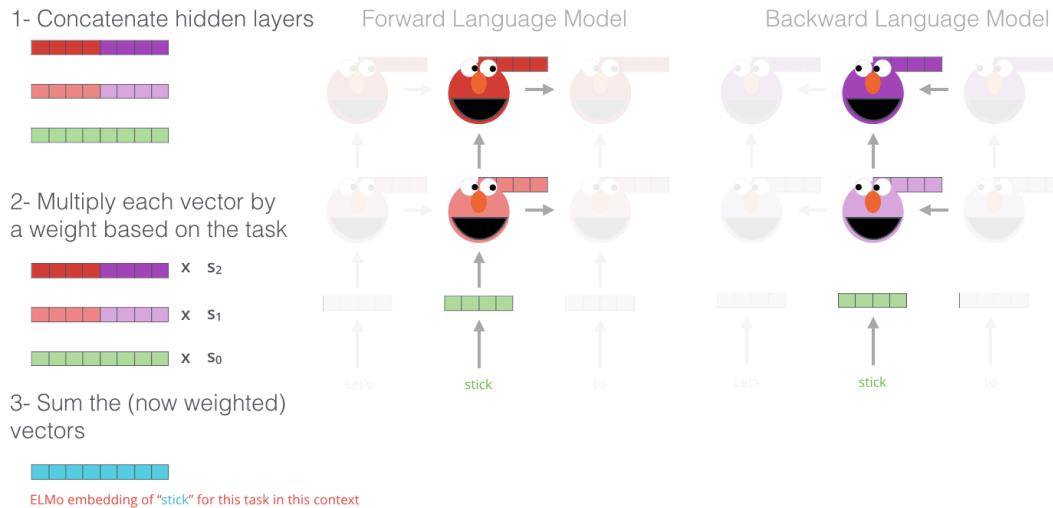 1- Concatenate hidden layers
Forward Language Model
Backward Language Model
2- Multiply each vector by
a weight based on the task
x s2
x s1
x s0
Let's stick to
Let's stick to
3- Sum the (now weighted)
vectors
ELMo embedding of "stick" for this task in this context